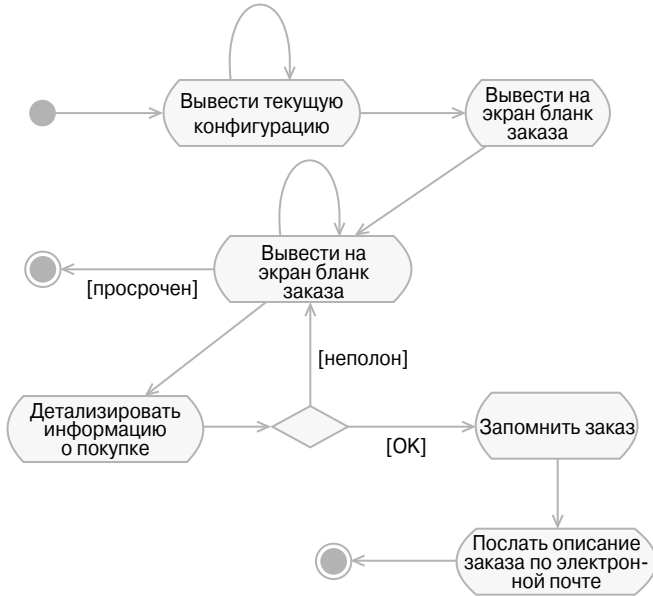 Вывести текущую
конфигурацию
Вывести на
экран бланк
заказа
Вывести на
экран бланк
заказа
[просрочен]
[неполон]
Детализировать
информацию
о покупке
[OK]
Запомнить заказ
Послать описание
заказа по электрон-
ной почте